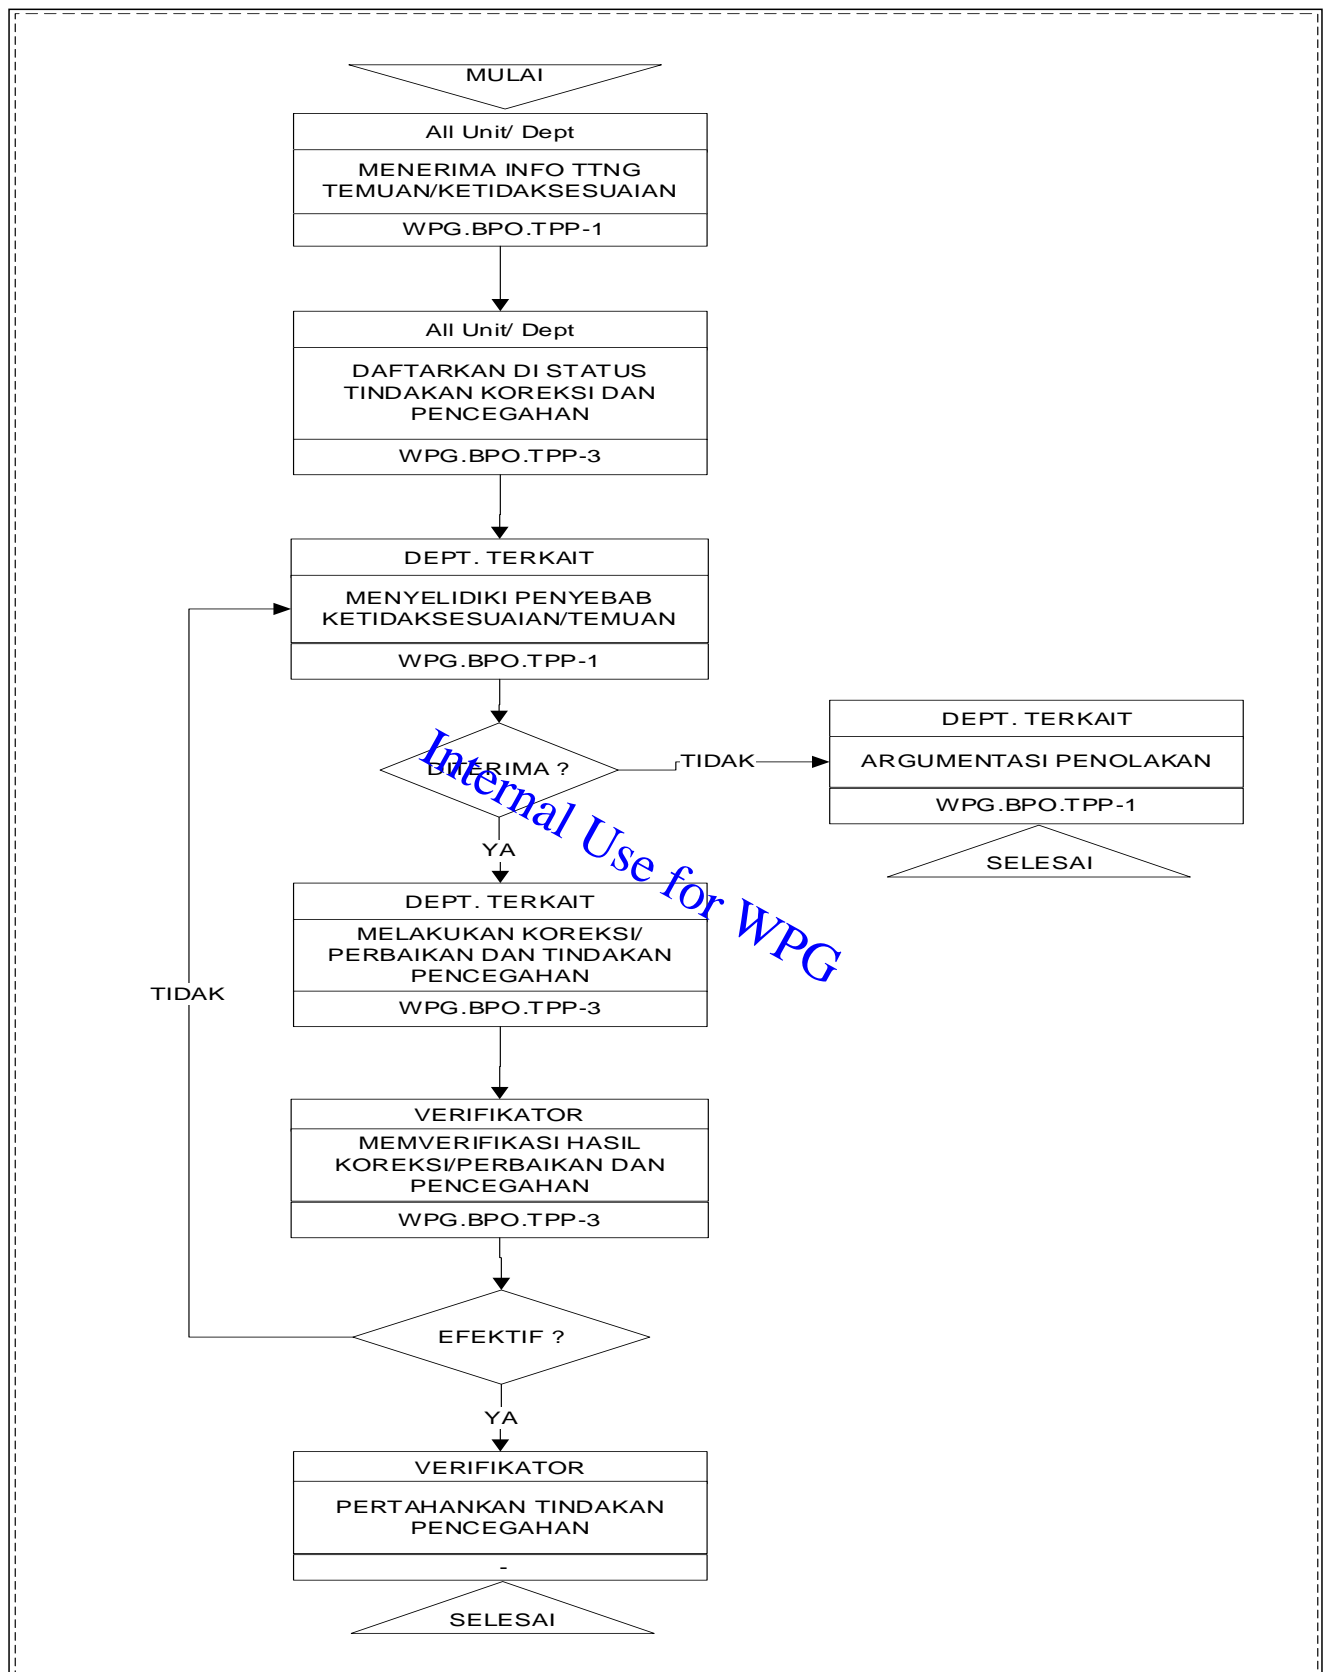 MULAI
All Unit/ Dept
MENERIMA INFO TTNG
TEMUAN/KETIDAKSESUAIAN
WPG.BPO.TPP-1
All Unit/ Dept
DAFTARKAN DI STATUS
TINDAKAN KOREKSI DAN
PENCEGAHAN
WPG.BPO.TPP-3
DEPT. TERKAIT
MENYELIDIKI PENYEBAB
KETIDAKSESUAIAN/TEMUAN
WPG.BPO.TPP-1
DITERIMA ?
TIDAK
DEPT. TERKAIT
ARGUMENTASI PENOLAKAN
WPG.BPO.TPP-1
SELESAI
YA
DEPT. TERKAIT
MELAKUKAN KOREKSI/
PERBAIKAN DAN TINDAKAN
PENCEGAHAN
WPG.BPO.TPP-3
Internal Use for WPG
TIDAK
VERIFIKATOR
MEMVERIFIKASI HASIL
KOREKSI/PERBAIKAN DAN
PENCEGAHAN
WPG.BPO.TPP-3
EFEKTIF ?
YA
VERIFIKATOR
PERTAHANKAN TINDAKAN
PENCEGAHAN
-
SELESAI